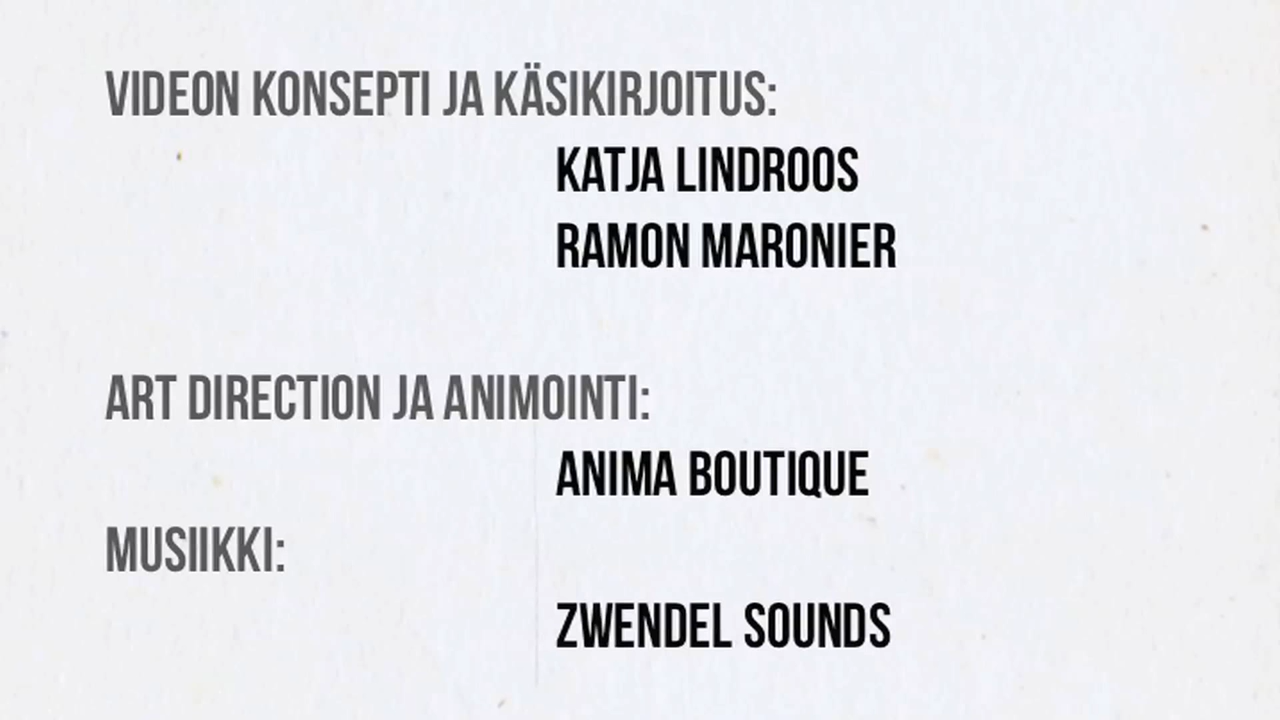 VIDEON KONSEPTI JA KÄSIKIRJOITUS:
KATJA LINDROOS
RAMON MARONIER
ART DIRECTION JA ANIMOINTI:
ANIMA BOUTIQUE
MUSIIKKI:
ZWENDEL SOUNDS